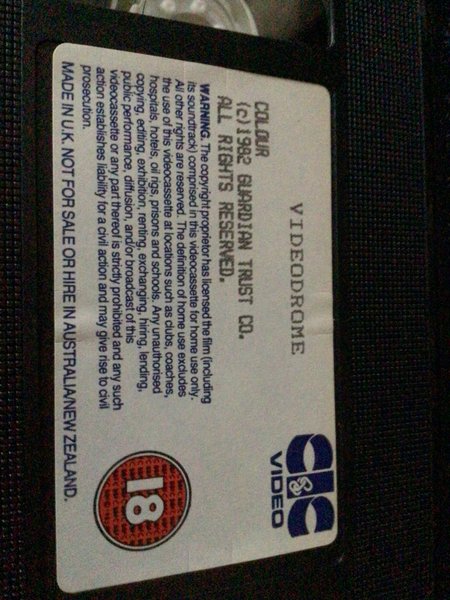 VIDEODROME
CIC
VIDEO
COLOUR
(c)1982 GUARDIAN TRUST CO.
ALL RIGHTS RESERVED.
WARNING. The copyright proprietor has licensed the film (including
its soundtrack) comprised in this videocassette for home use only.
All other rights are reserved. The definition of home use excludes
the use of this videocassette at locations such as clubs, coaches,
hospitals, hotels, oil rigs, prisons and schools. Any unauthorised
copying, editing, exhibition, renting, exchanging, hiring, lending,
public performance, diffusion, and/or broadcast of this
videocassette or any part thereof is strictly prohibited and any such
action establishes liability for a civil action and may give rise to civil
prosecution.
MADE IN U.K. NOT FOR SALE OR HIRE IN AUSTRALIA/NEW ZEALAND.
18